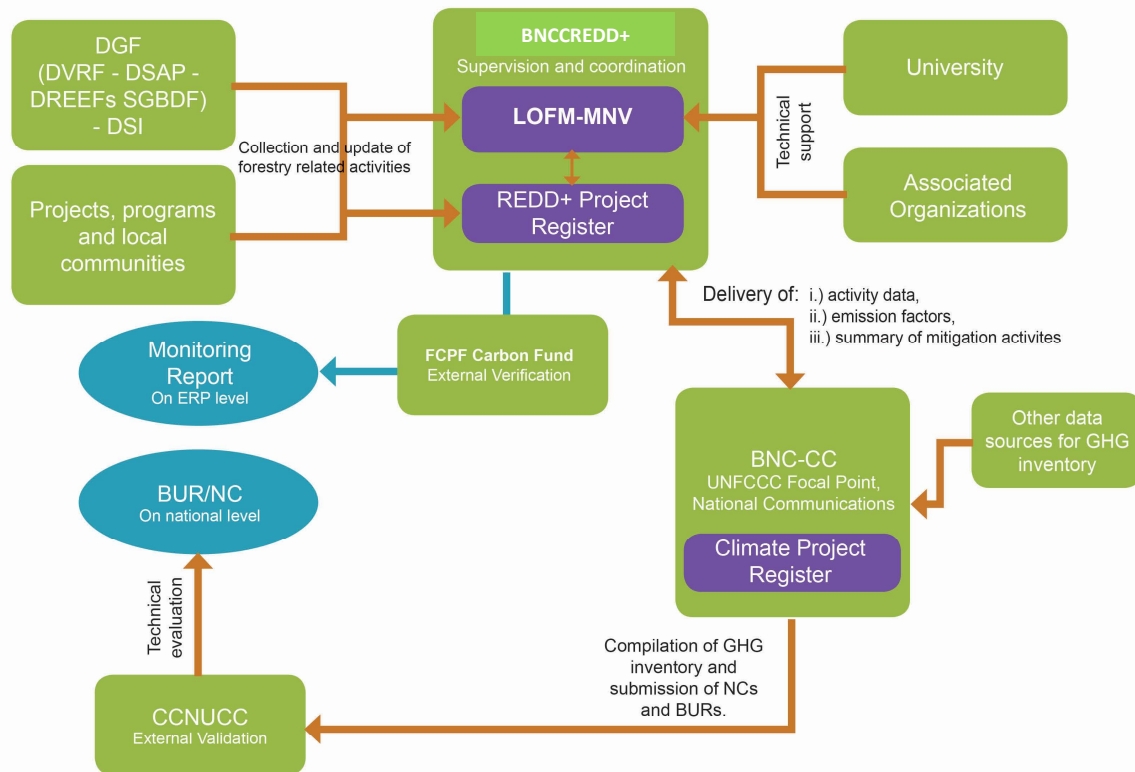 DGF
(DVRF - DSAP -
DREEFs SGBDF)
- DSI
Projects, programs
and local
communities
Collection and update of
forestry related activities
BNCCREDD+
Supervision and coordination
LOFM-MNV
REDD+ Project
Register
Technical
support
University
Associated
Organizations
Delivery of:
i.) activity data,
ii.) emission factors,
iii.) summary of mitigation activites
FCPF Carbon Fund
External Verification
Monitoring
Report
On ERP level
BUR/NC
On national level
BNC-CC
UNFCCC Focal Point,
National Communications
Climate Project
Register
Other data
sources for GHG
inventory
Technical
evaluation
Compilation of GHG
inventory and
submission of NCs
and BURs.
CCNUCC
External Validation